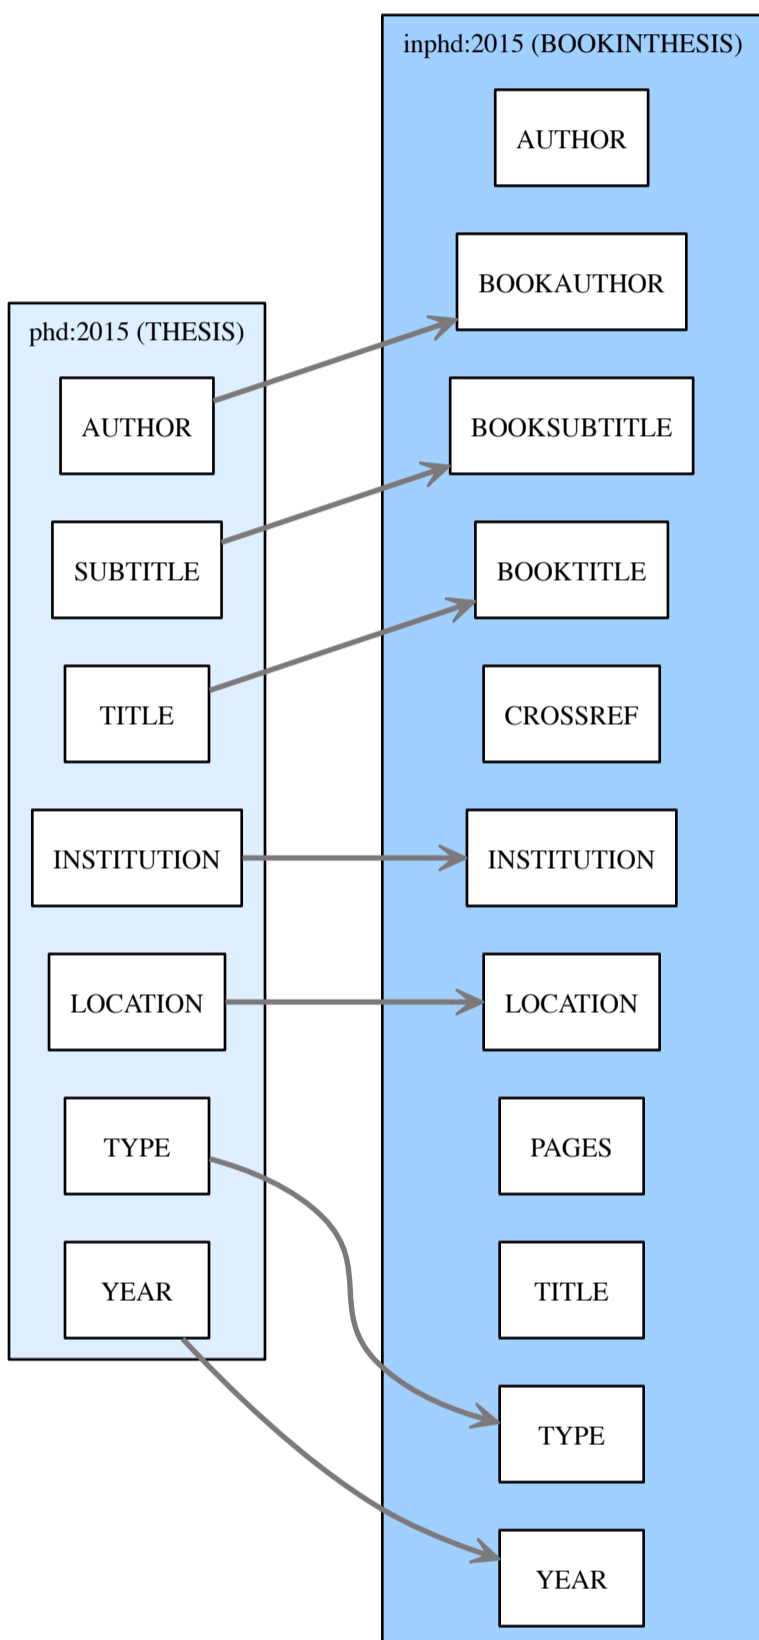 phd:2015 (THESIS)
AUTHOR
SUBTITLE
TITLE
INSTITUTION
LOCATION
TYPE
YEAR
inphd:2015 (BOOKINTHESIS)
AUTHOR
BOOKAUTHOR
BOOKSUBTITLE
BOOKTITLE
CROSSREF
INSTITUTION
LOCATION
PAGES
TITLE
TYPE
YEAR